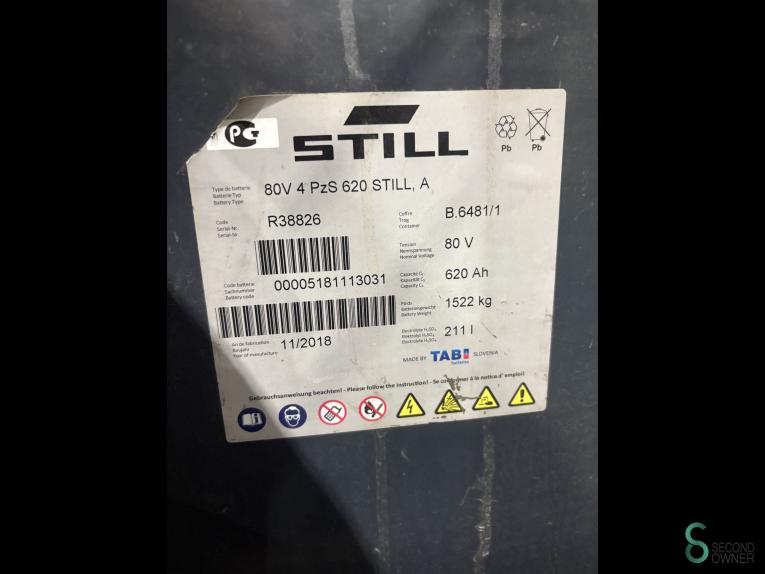 PG
STILL
Pb
Pb
Type de batterie
Batterie Typ
Battery Type
80V 4 PzS 620 STILL, A
Code
Serial-Nr.
Serial-Nr.
R38826
Coffre
Trog
Container
B.6481/1
Tension
Nennspannung
Nominal Voltage
80 V
Code batterie
Sachnummer
Battery code
00005181113031
Capacité C₅
Kapazität C₅
Capacity C₅
620 Ah
Poids
Batteriegewicht
Battery Weight
1522 kg
An de fabrication
Baujahr
Year of manufacture
11/2018
Electrolyte H₂SO₄
Elektrolyt H₂SO₄
Electrolyte H₂SO₄
211 l
MADE BY TAB batteries SLOVENIA
Gebrauchsanweisung beachten! - Please follow the instruction! - Se conformer à la notice d' emploi!
SECOND
OWNER